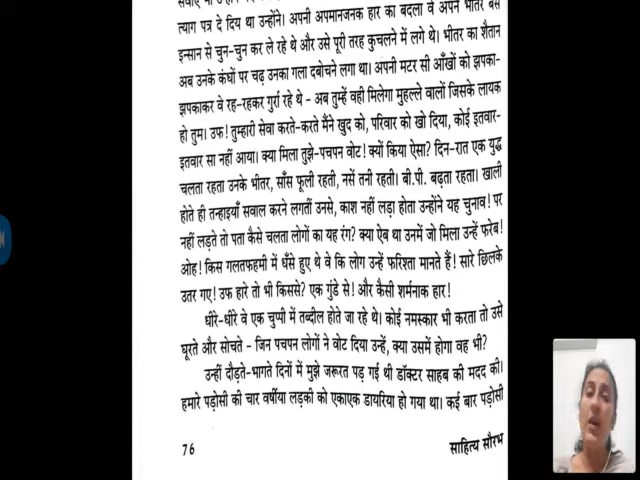 त्याग पत्र दे दिय था उन्होंने। अपनी अपमानजनक हार का बदला वे अपने भीतर बसे
इन्सान से चुन-चुन कर ले रहे थे और उसे पूरी तरह कुचलने में लगे थे। भीतर का शैतान
अब उनके कंधों पर चढ़ उनका गला दबोचने लगा था। अपनी मटर सी आँखों को झपका-
झपकाकर वे रह-रहकर गुर्रा रहे थे - अब तुम्हें वही मिलेगा मुहल्ले वालों जिसके लायक
हो तुम। उफ! तुम्हारी सेवा करते-करते मैंने खुद को, परिवार को खो दिया, कोई इतवार-
इतवार सा नहीं आया। क्या मिला तुझे-पचपन वोट! क्यों किया ऐसा? दिन-रात एक युद्ध
चलता रहता उनके भीतर, साँस फूली रहती, नसें तनी रहती। बी.पी. बढ़ता रहता। खाली
होते ही तन्हाइयाँ सवाल करने लगतीं उनसे, काश नहीं लड़ा होता उन्होंने यह चुनाव! पर
नहीं लड़ते तो पता कैसे चलता लोगों का यह रंग? क्या ऐब था उनमें जो मिला उन्हें फरेब!
ओह! किस गलतफहमी में धँसे हुए थे वे कि लोग उन्हें फरिश्ता मानते हैं! सारे छिलके
उतर गए! उफ हारे तो भी किससे? एक गुंडे से! और कैसी शर्मनाक हार!
धीरे-धीरे वे एक चुप्पी में तब्दील होते जा रहे थे। कोई नमस्कार भी करता तो उसे
घूरते और सोचते - जिन पचपन लोगों ने वोट दिया उन्हें, क्या उसमें होगा वह भी?
उन्हीं दौड़ते-भागते दिनों में मुझे जरूरत पड़ गई थी डॉक्टर साहब की मदद की।
हमारे पड़ोसी की चार वर्षीया लड़की को एकाएक डायरिया हो गया था। कई बार पड़ोसी
76
साहित्य सौरभ